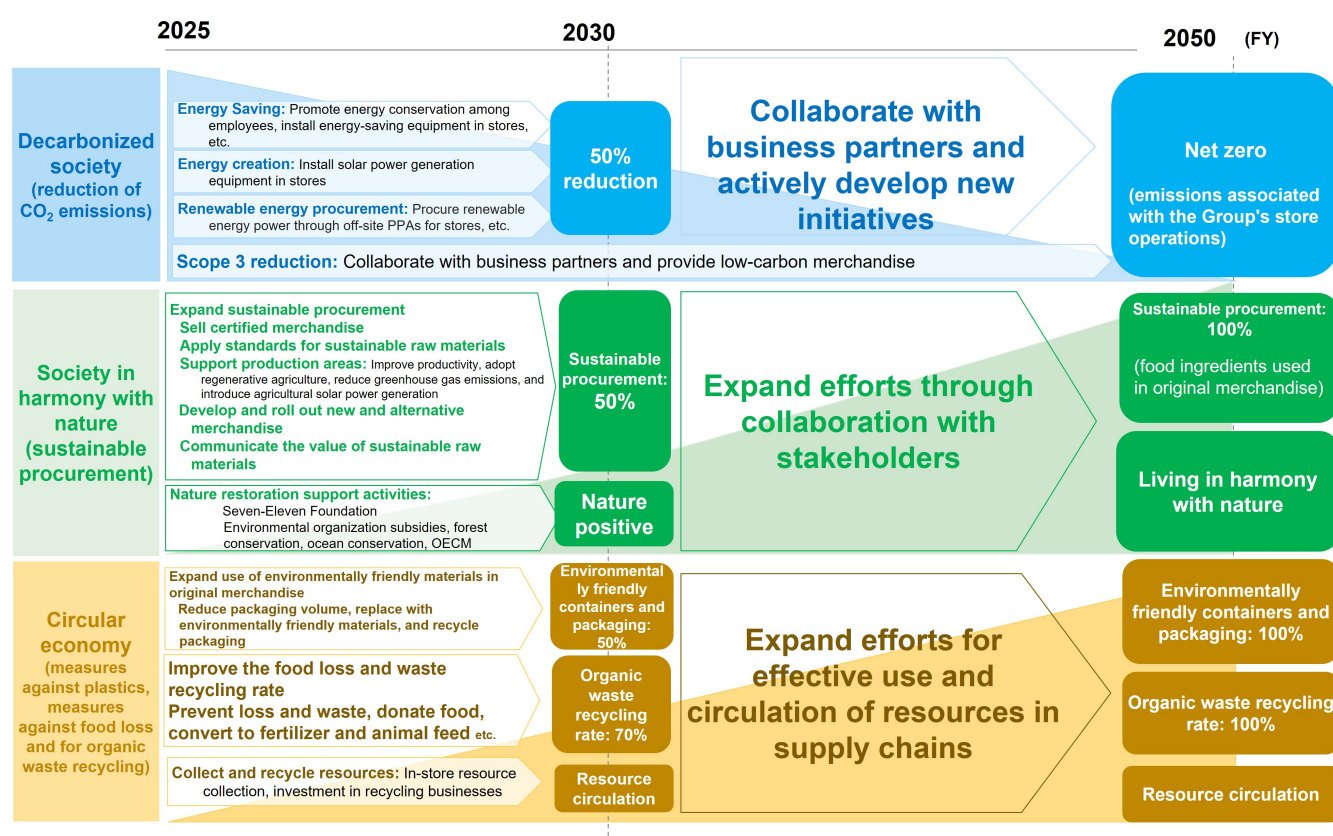 2025
2030
2050 (FY)
Decarbonized
society
(reduction of
CO₂ emissions)
Energy Saving: Promote energy conservation among
employees, install energy-saving equipment in stores,
etc.
Energy creation: Install solar power generation
equipment in stores
Renewable energy procurement: Procure renewable
energy power through off-site PPAs for stores, etc.
50%
reduction
Collaborate with
business partners and
actively develop new
initiatives
Scope 3 reduction: Collaborate with business partners and provide low-carbon merchandise
Net zero
(emissions associated
with the Group's store
operations)
Society in
harmony with
nature
(sustainable
procurement)
Expand sustainable procurement
Sell certified merchandise
Apply standards for sustainable raw materials
Support production areas: Improve productivity, adopt
regenerative agriculture, reduce greenhouse gas emissions, and
introduce agricultural solar power generation
Develop and roll out new and alternative
merchandise
Communicate the value of sustainable raw
materials
Sustainable
procurement:
50%
Nature restoration support activities:
Seven-Eleven Foundation
Environmental organization subsidies, forest
conservation, ocean conservation, OECM
Nature
positive
Expand efforts through
collaboration with
stakeholders
Sustainable procurement:
100%
(food ingredients used
in original merchandise)
Living in harmony
with nature
Circular
economy
(measures
against plastics,
measures
against food loss
and for organic
waste recycling)
Expand use of environmentally friendly materials in
original merchandise
Reduce packaging volume, replace with
environmentally friendly materials, and recycle
packaging
Environmental
ly friendly
containers and
packaging:
50%
Improve the food loss and waste
recycling rate
Prevent loss and waste, donate food,
convert to fertilizer and animal feed etc.
Organic
waste
recycling
rate: 70%
Collect and recycle resources: In-store resource
collection, investment in recycling businesses
Resource
circulation
Expand efforts for
effective use and
circulation of resources in
supply chains
Environmentally
friendly containers and
packaging: 100%
Organic waste recycling
rate: 100%
Resource circulation